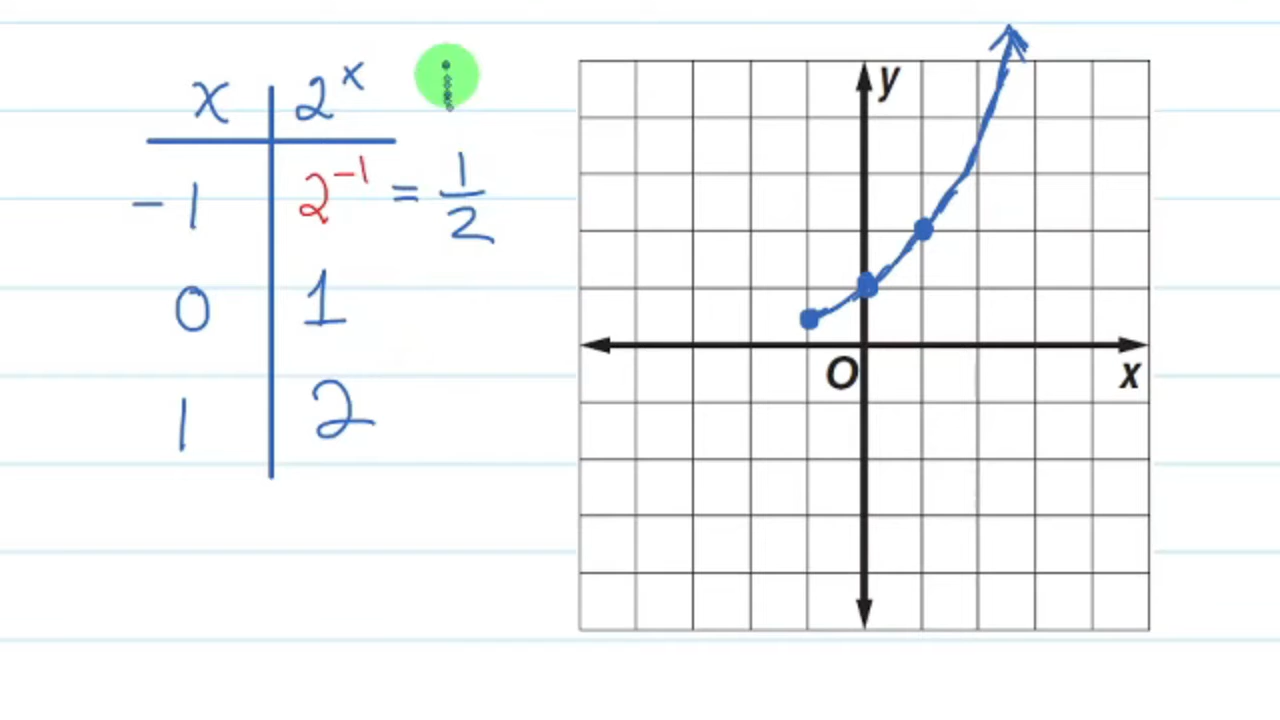 x 2^x
-1 2^-1 = 1/2
0 1
1 2
y
O
x